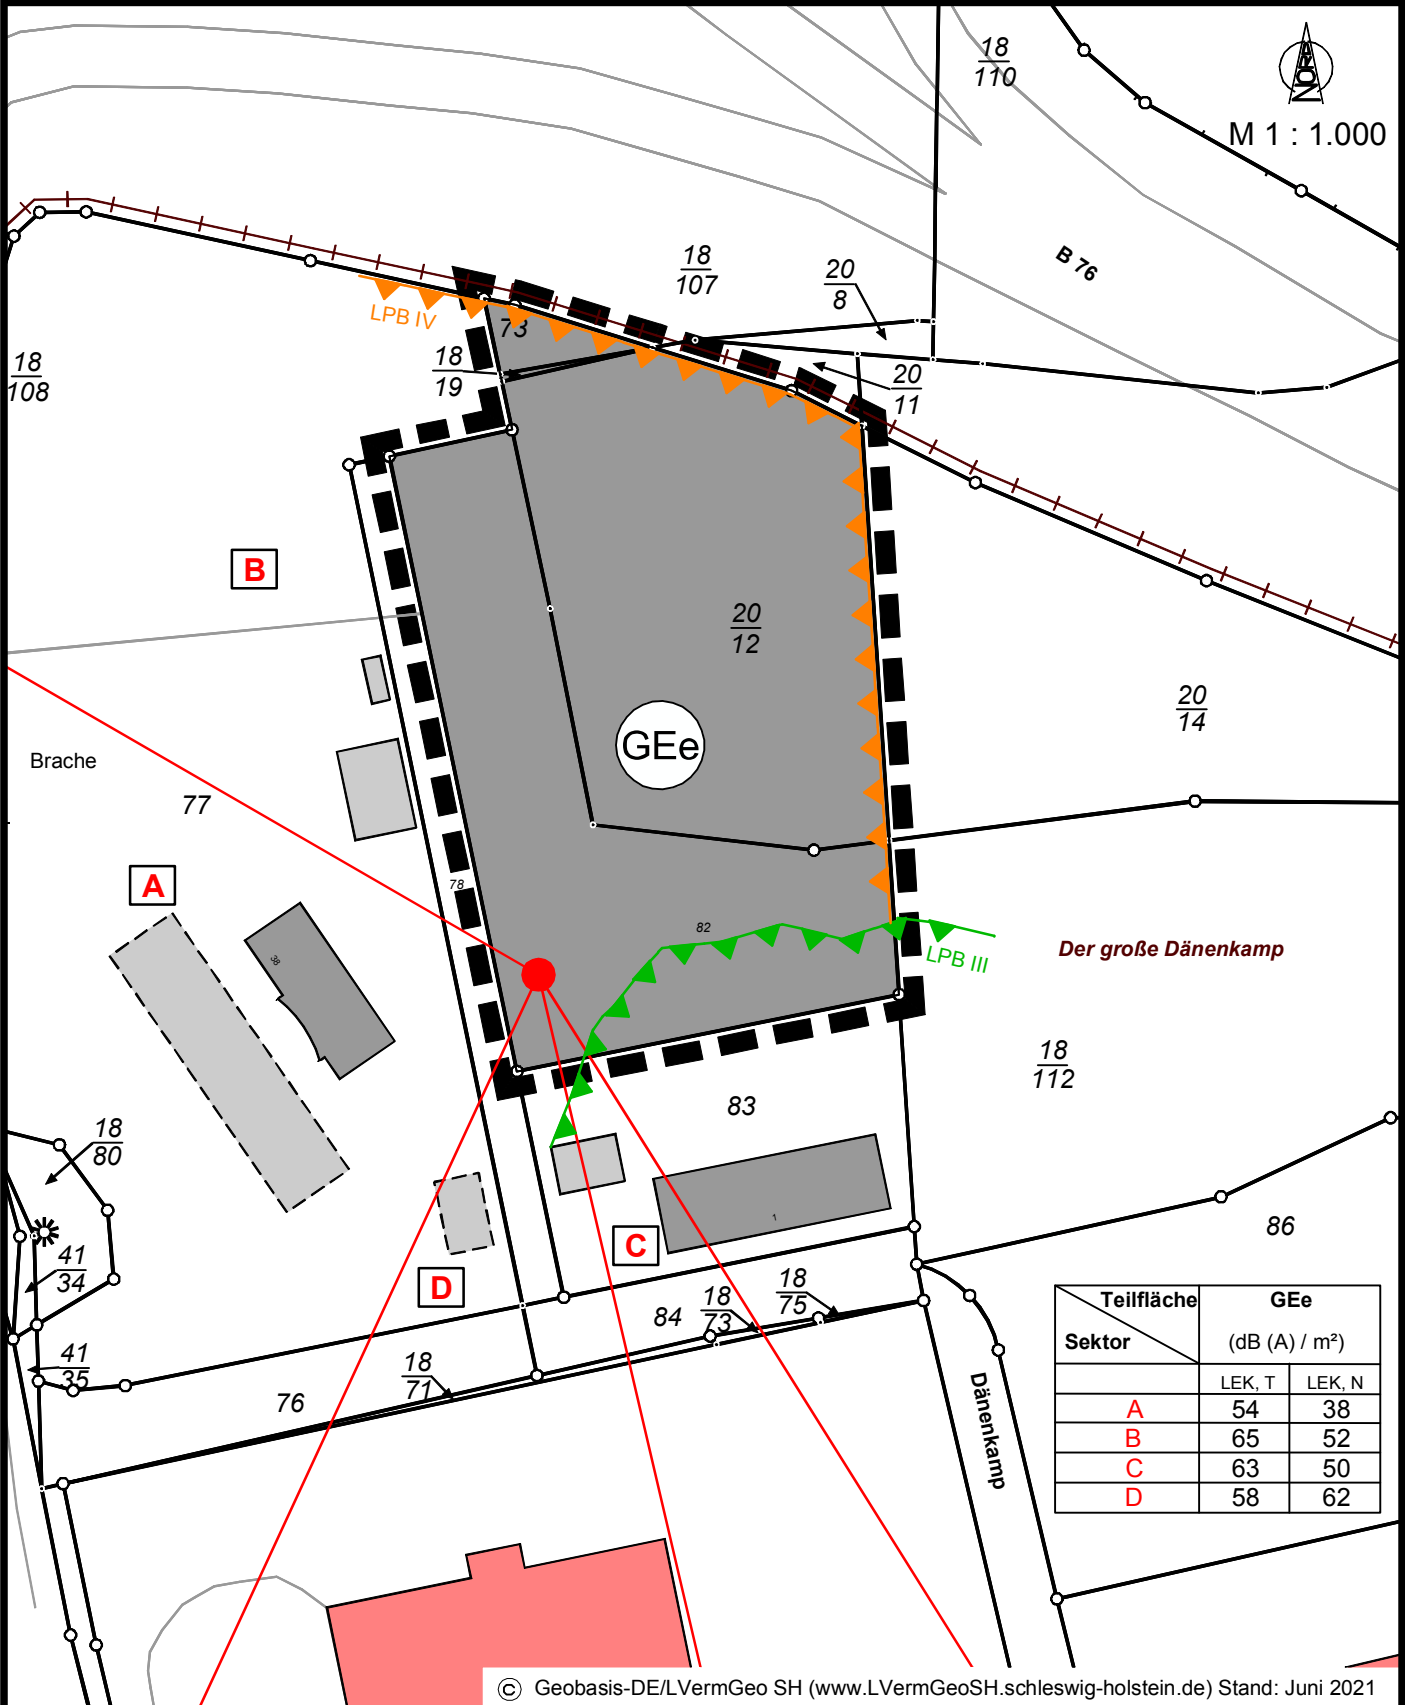 18
110
NORD
M 1 : 1.000
B 76
18
107
20
8
LPB IV
73
18
19
18
108
20
11
B
20
12
20
14
GEe
Brache
77
A
78
82
38
LPB III
Der große Dänenkamp
18
112
83
18
80
1
C
86
41
34
D
84
18
73
18
75
41
35
18
71
76
Dänenkamp
Teilfläche GEe
Sektor (dB (A) / m²)
LEK, T LEK, N
A 54 38
B 65 52
C 63 50
D 58 62
© Geobasis-DE/LVermGeo SH (www.LVermGeoSH.schleswig-holstein.de) Stand: Juni 2021